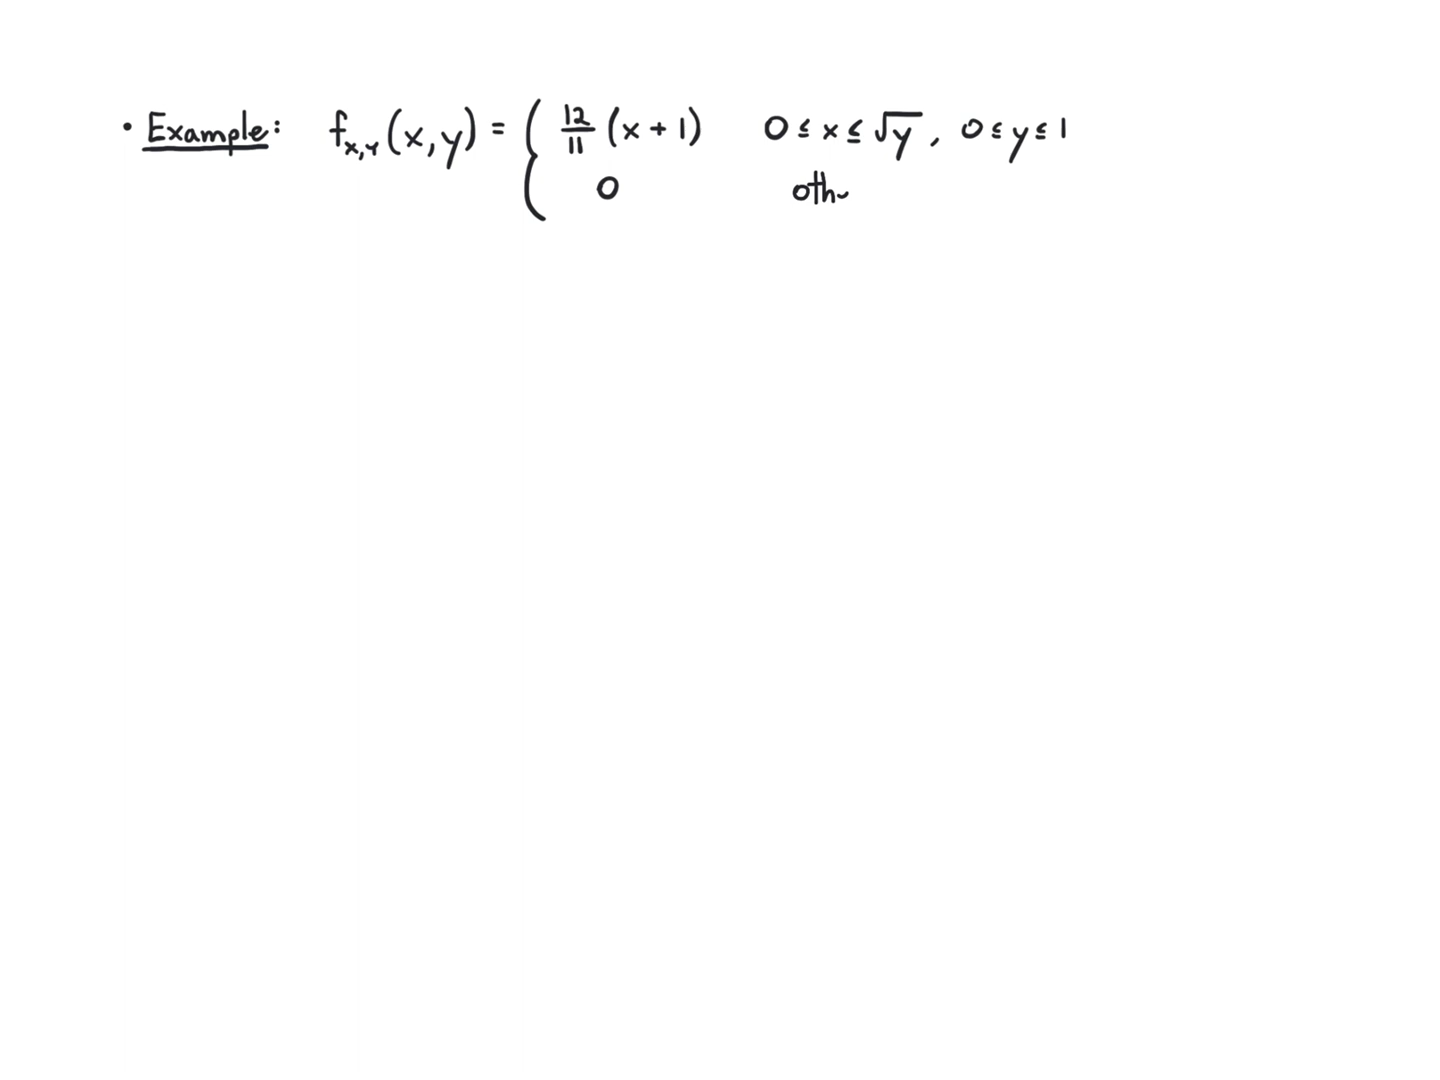 • Example: f_{X,Y}(x,y) = { 12/11 (x+1)   0 ≤ x ≤ √y, 0 ≤ y ≤ 1
0   oth~